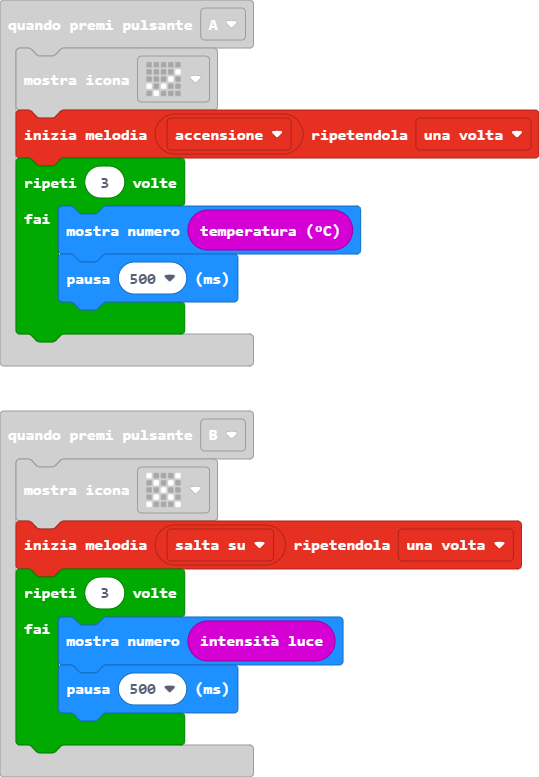 quando premi pulsante A
mostra icona
inizia melodia accensione ripetendola una volta
ripeti 3 volte
fai
mostra numero temperatura (ºC)
pausa 500 (ms)
quando premi pulsante B
mostra icona
inizia melodia salta su ripetendola una volta
ripeti 3 volte
fai
mostra numero intensità luce
pausa 500 (ms)